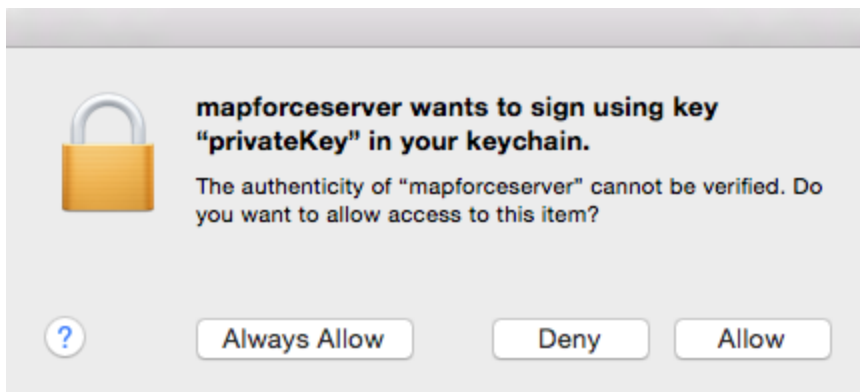 mapforceserver wants to sign using key
“privateKey” in your keychain.
The authenticity of “mapforceserver” cannot be verified. Do
you want to allow access to this item?
?
Always Allow
Deny
Allow